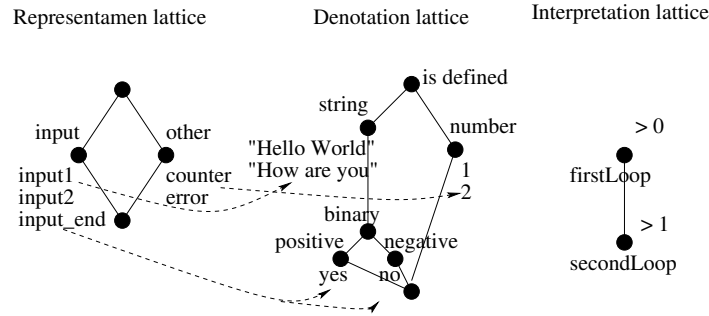 Representamen lattice
Denotation lattice
Interpretation lattice
input
other
input1
input2
input_end
counter
error
is defined
string
number
"Hello World"
"How are you"
1
2
binary
positive
negative
yes
no
> 0
firstLoop
> 1
secondLoop